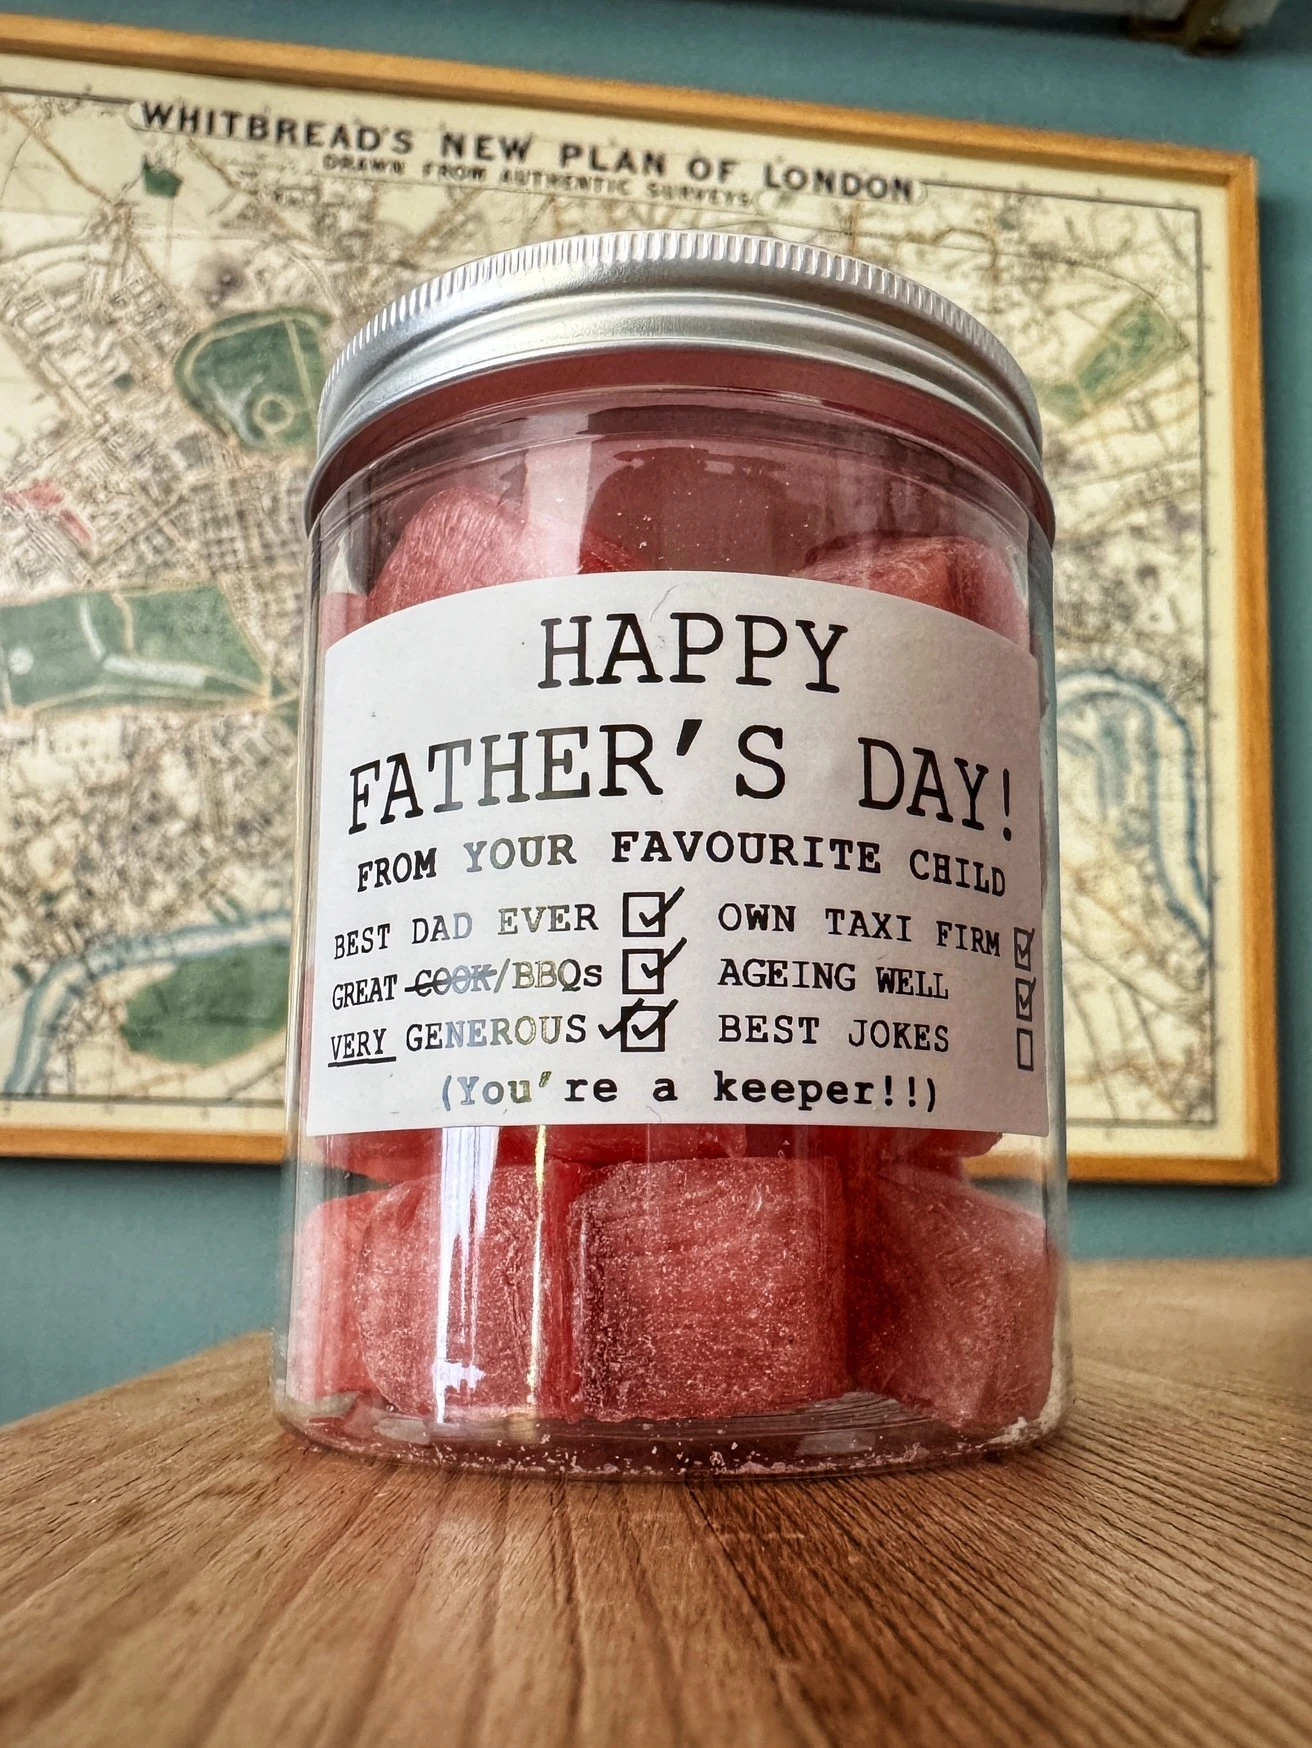 WHITBREAD'S NEW PLAN OF LONDON
DRAWN FROM AUTHENTIC SURVEYS
HAPPY
FATHER'S DAY!
FROM YOUR FAVOURITE CHILD
BEST DAD EVER ☑ OWN TAXI FIRM ☑
GREAT COOK/BBQs ☑ AGEING WELL ☑
VERY GENEROUS ✓☑ BEST JOKES ☐
(You're a keeper!!)